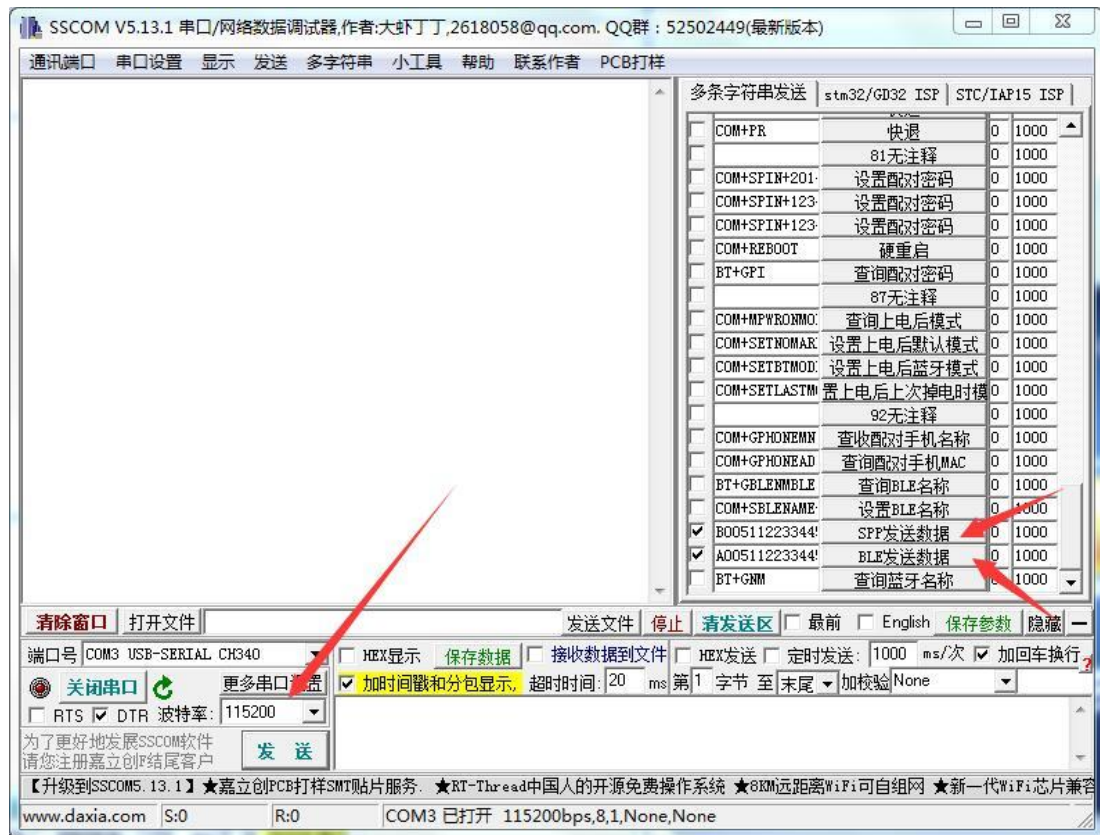 SSCOM V5.13.1 串口/网络数据调试器,作者:大虾丁丁,2618058@qq.com. QQ群：52502449(最新版本)
通讯端口 串口设置 显示 发送 多字符串 小工具 帮助 联系作者 PCB打样
多条字符串发送 stm32/GD32 ISP STC/IAP15 ISP
COM+PR 快退 0 1000
81无注释 0 1000
COM+SPIN+201 设置配对密码 0 1000
COM+SPIN+123 设置配对密码 0 1000
COM+SPIN+123 设置配对密码 0 1000
COM+REBOOT 硬重启 0 1000
BT+GPI 查询配对密码 0 1000
87无注释 0 1000
COM+MPWRONMO 查询上电后模式 0 1000
COM+SETNOMAR 设置上电后默认模式 0 1000
COM+SETBTMOD 设置上电后蓝牙模式 0 1000
COM+SETLASTM 置上电后上次掉电时模 0 1000
92无注释 0 1000
COM+GPHONEMN 查收配对手机名称 0 1000
COM+GPHONEAD 查询配对手机MAC 0 1000
BT+GBLENMBLE 查询BLE名称 0 1000
COM+SBLENAME 设置BLE名称 0 1000
B00511223344 SPP发送数据 0 1000
A00511223344 BLE发送数据 0 1000
BT+GNM 查询蓝牙名称 0 1000
清除窗口 打开文件 发送文件 停止 清发送区 最前 English 保存参数 隐藏
端口号 COM3 USB-SERIAL CH340 HEX显示 保存数据 接收数据到文件 HEX发送 定时发送: 1000 ms/次 加回车换行 ?
关闭串口 更多串口设置 加时间戳和分包显示, 超时时间: 20 ms 第1 字节 至 末尾 加校验 None
RTS DTR 波特率: 115200
为了更好地发展SSCOM软件
请您注册嘉立创F结尾客户
发 送
【升级到SSCOM5.13.1】★嘉立创PCB打样SMT贴片服务. ★RT-Thread中国人的开源免费操作系统 ★8KM远距离WiFi可自组网 ★新一代WiFi芯片兼容
www.daxia.com S:0 R:0 COM3 已打开 115200bps,8,1,None,None